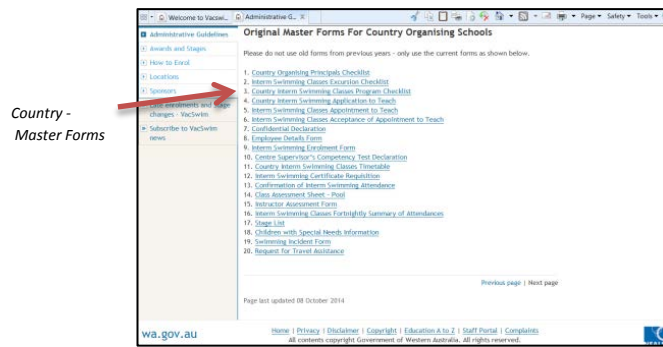 Welcome to Vacswi...
Administrative G...
Page
Safety
Tools
Administrative Guidelines
Awards and Stages
How to Enrol
Locations
Sponsors
Late enrolments and stage
changes - VacSwim
Subscribe to VacSwim
news
Country -
Master Forms
Original Master Forms For Country Organising Schools
Please do not use old forms from previous years - only use the current forms as shown below.
1. Country Organising Principals Checklist
2. Interm Swimming Classes Excursion Checklist
3. Country Interm Swimming Classes Program Checklist
4. Country Interm Swimming Application to Teach
5. Interm Swimming Classes Appointment to Teach
6. Interm Swimming Classes Acceptance of Appointment to Teach
7. Confidential Declaration
8. Employee Details Form
9. Interm Swimming Enrolment Form
10. Centre Supervisor's Competency Test Declaration
11. Country Interm Swimming Classes Timetable
12. Interm Swimming Certificate Requisition
13. Confirmation of Interm Swimming Attendance
14. Class Assessment Sheet - Pool
15. Instructor Assessment Form
16. Interm Swimming Classes Fortnightly Summary of Attendances
17. Stage List
18. Children with Special Needs Information
19. Swimming Incident Form
20. Request for Travel Assistance
Previous page | Next page
Page last updated 08 October 2014
wa.gov.au
Home | Privacy | Disclaimer | Copyright | Education A to Z | Staff Portal | Complaints
All contents copyright Government of Western Australia. All rights reserved.